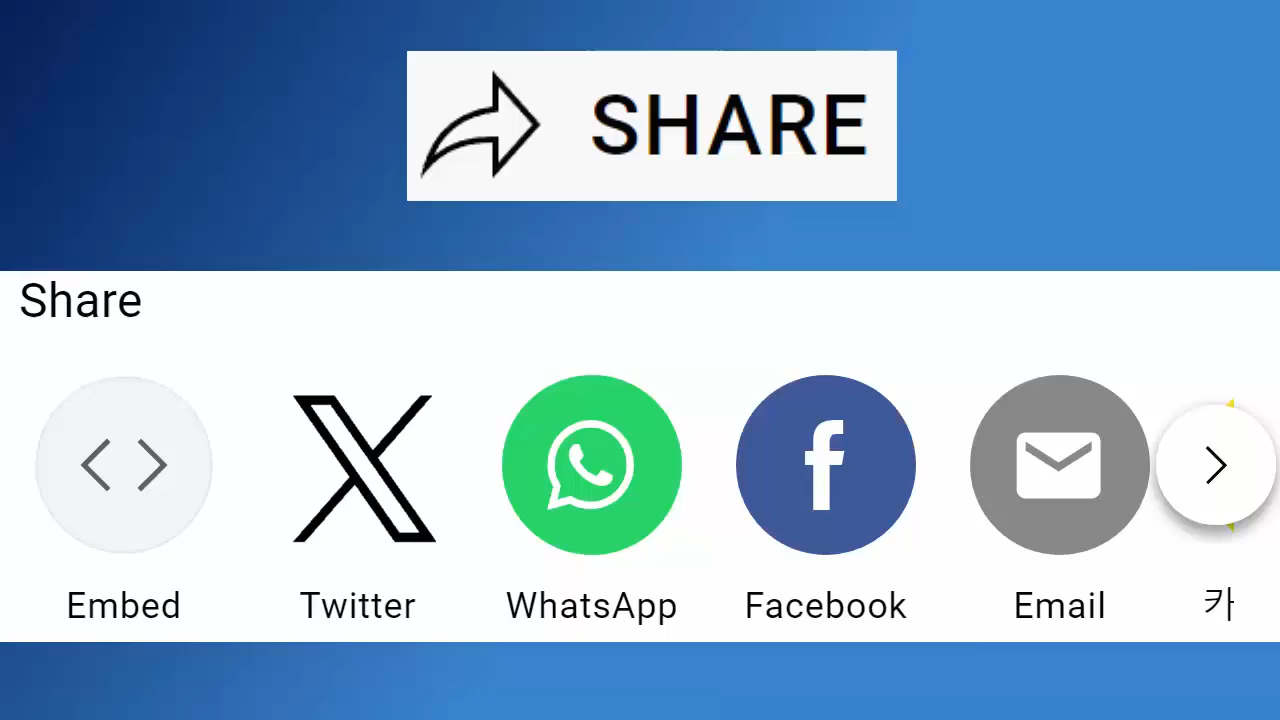 SHARE
Share
Embed
Twitter
WhatsApp
Facebook
Email
카